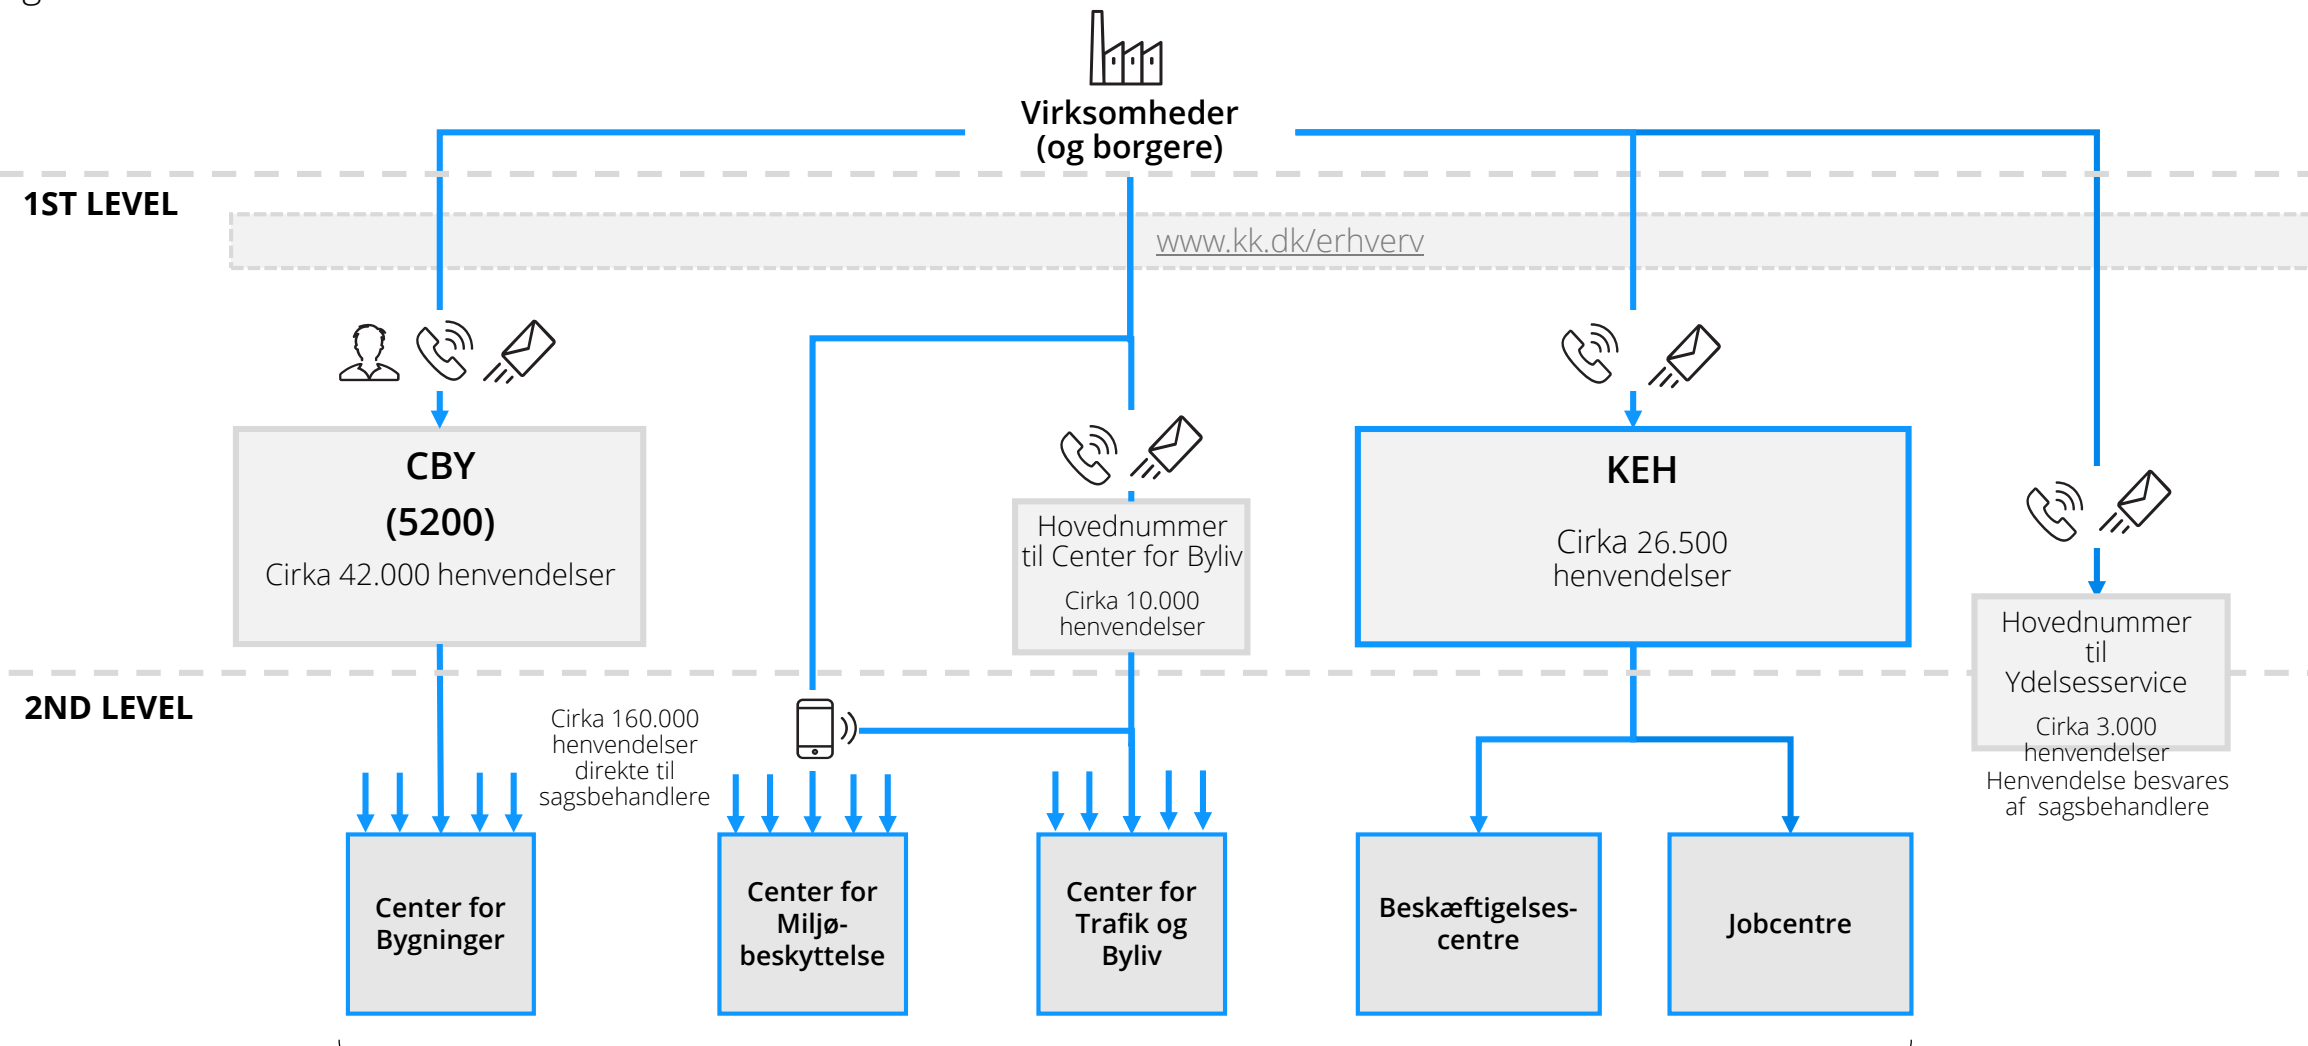 Virksomheder
(og borgere)
1ST LEVEL
www.kk.dk/erhverv
CBY
(5200)
Cirka 42.000 henvendelser
Hovednummer
til Center for Byliv
Cirka 10.000
henvendelser
KEH
Cirka 26.500
henvendelser
Hovednummer
til
Ydelsesservice
Cirka 3.000
henvendelser
Henvendelse besvares
af sagsbehandlere
2ND LEVEL
Cirka 160.000
henvendelser
direkte til
sagsbehandlere
Center for
Bygninger
Center for
Miljø-
beskyttelse
Center for
Trafik og
Byliv
Beskæftigelses-
centre
Jobcentre